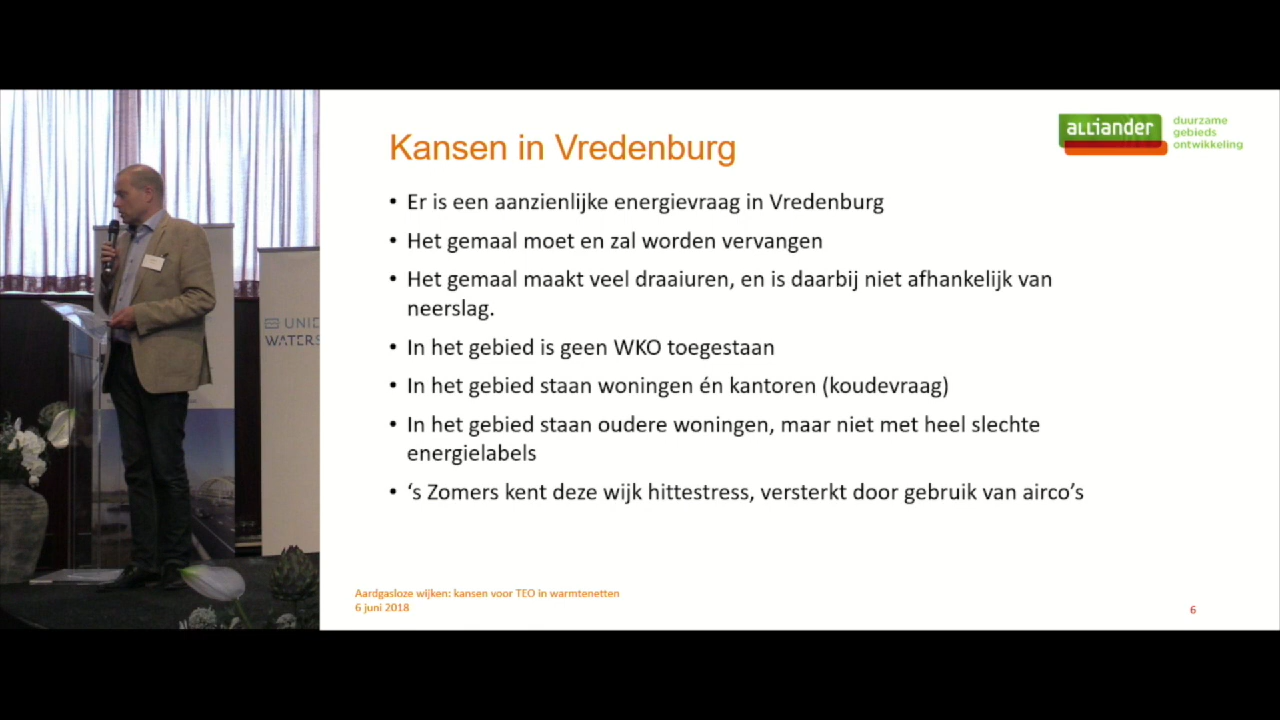 Kansen in Vredenburg
alliander
duurzame
gebieds
ontwikkeling
• Er is een aanzienlijke energievraag in Vredenburg
• Het gemaal moet en zal worden vervangen
• Het gemaal maakt veel draaiuren, en is daarbij niet afhankelijk van
neerslag.
• In het gebied is geen WKO toegestaan
• In het gebied staan woningen én kantoren (koudevraag)
• In het gebied staan oudere woningen, maar niet met heel slechte
energielabels
• ‘s Zomers kent deze wijk hittestress, versterkt door gebruik van airco’s
UNIE
WATERS
Aardgasloze wijken: kansen voor TEO in warmtenetten
6 juni 2018
6